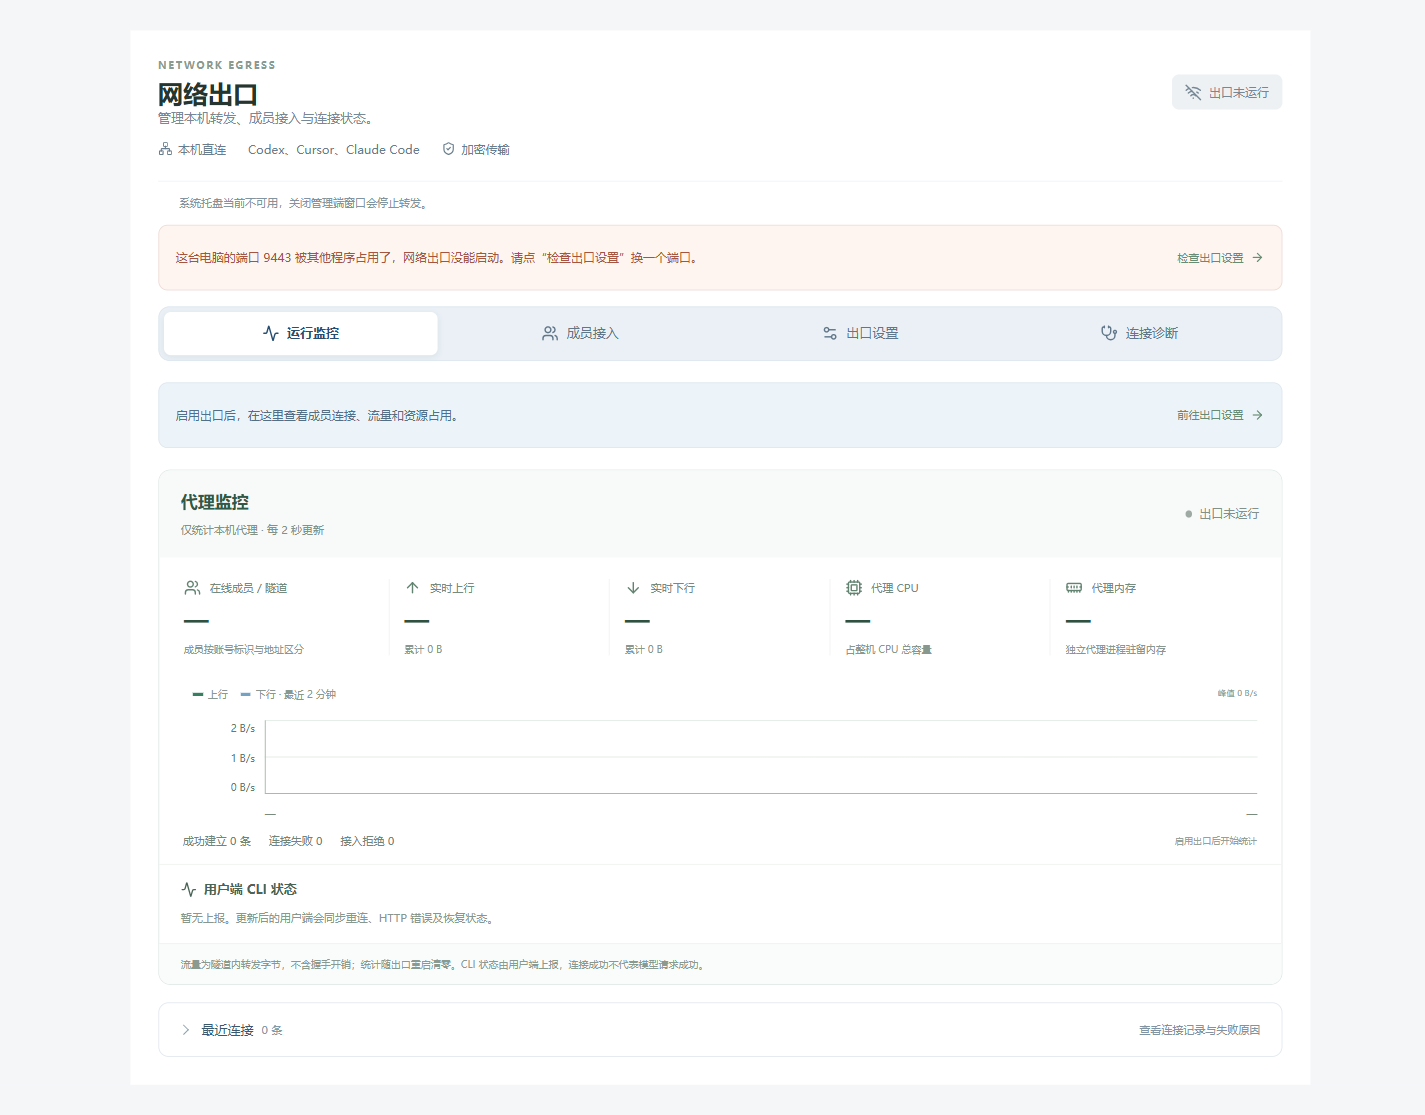 NETWORK EGRESS
网络出口
出口未运行
管理本机转发、成员接入与连接状态。
本机直连 Codex、Cursor、Claude Code 加密传输
系统托盘当前不可用，关闭管理端窗口会停止转发。
这台电脑的端口 9443 被其他程序占用了，网络出口没能启动。请点“检查出口设置”换一个端口。 检查出口设置
运行监控 成员接入 出口设置 连接诊断
启用出口后，在这里查看成员连接、流量和资源占用。 前往出口设置
代理监控
出口未运行
仅统计本机代理 · 每 2 秒更新
在线成员 / 隧道 实时上行 实时下行 代理 CPU 代理内存
— — — — —
成员按账号标识与地址区分 累计 0 B 累计 0 B 占整机 CPU 总容量 独立代理进程驻留内存
上行 下行 · 最近 2 分钟 峰值 0 B/s
2 B/s
1 B/s
0 B/s
— —
成功建立 0 条 连接失败 0 接入拒绝 0 启用出口后开始统计
用户端 CLI 状态
暂无上报。更新后的用户端会同步重连、HTTP 错误及恢复状态。
流量为隧道内转发字节，不含握手开销；统计随出口重启清零。CLI 状态由用户端上报，连接成功不代表模型请求成功。
最近连接 0 条 查看连接记录与失败原因